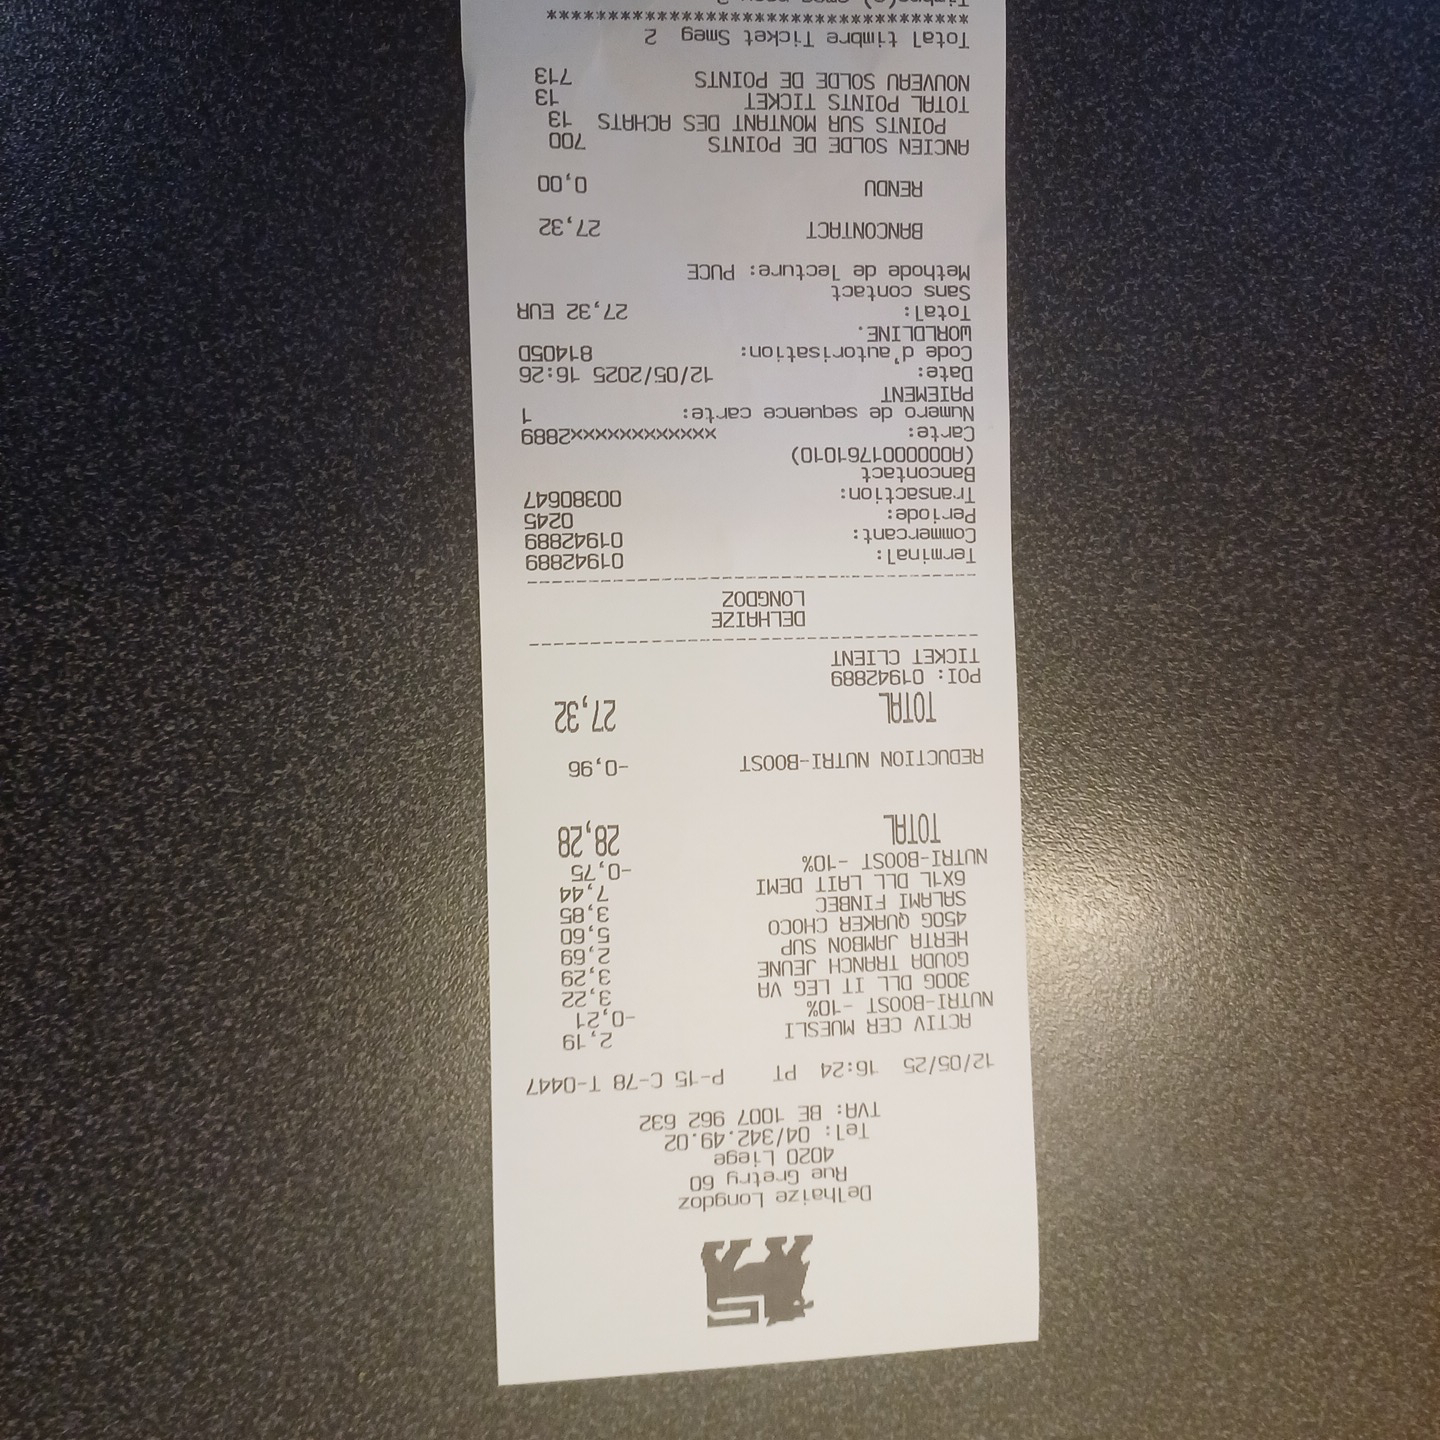 Delhaize Longdoz
Rue Gretry 60
4020 Liege
Tel: 04/342.49.02
TVA: BE 1007 962 632
12/05/25 16:24 PT P-15 C-78 T-0447
ACTIV CER MUESLI 2,19
NUTRI-BOOST -10% -0,21
300G DLL IT LEG VA 3,22
GOUDA TRANCH JEUNE 3,29
HERTA JAMBON SUP 2,69
450G QUAKER CHOCO 5,60
SALAMI FINBEC 3,85
6X1L DLL LAIT DEMI 7,44
NUTRI-BOOST -10% -0,75
TOTAL 28,28
REDUCTION NUTRI-BOOST -0,96
TOTAL 27,32
POI: 01942889
TICKET CLIENT
DELHAIZE
LONGDOZ
Terminal: 01942889
Commercant: 01942889
Periode: 0245
Transaction: 00380647
Bancontact
(A0000001761010)
Carte: xxxxxxxxxxxxx2889
Numero de sequence carte: 1
PAIEMENT
Date: 12/05/2025 16:26
Code d'autorisation: 81405D
WORLDLINE.
Total: 27,32 EUR
Sans contact
Methode de lecture: PUCE
BANCONTACT 27,32
RENDU 0,00
ANCIEN SOLDE DE POINTS 700
POINTS SUR MONTANT DES ACHATS 13
TOTAL POINTS TICKET 13
NOUVEAU SOLDE DE POINTS 713
Total timbre Ticket Smeg 2